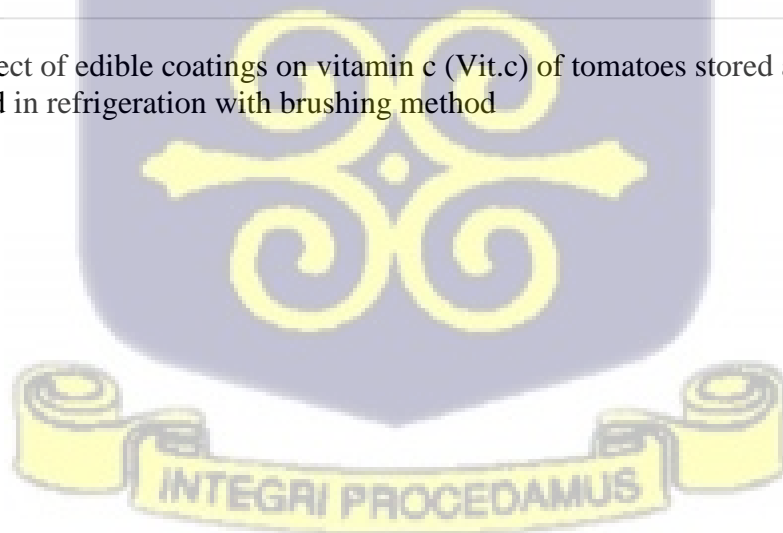 ect of edible coatings on vitamin c (Vit.c) of tomatoes stored
in refrigeration with brushing method
INTEGRI PROCEDAMUS